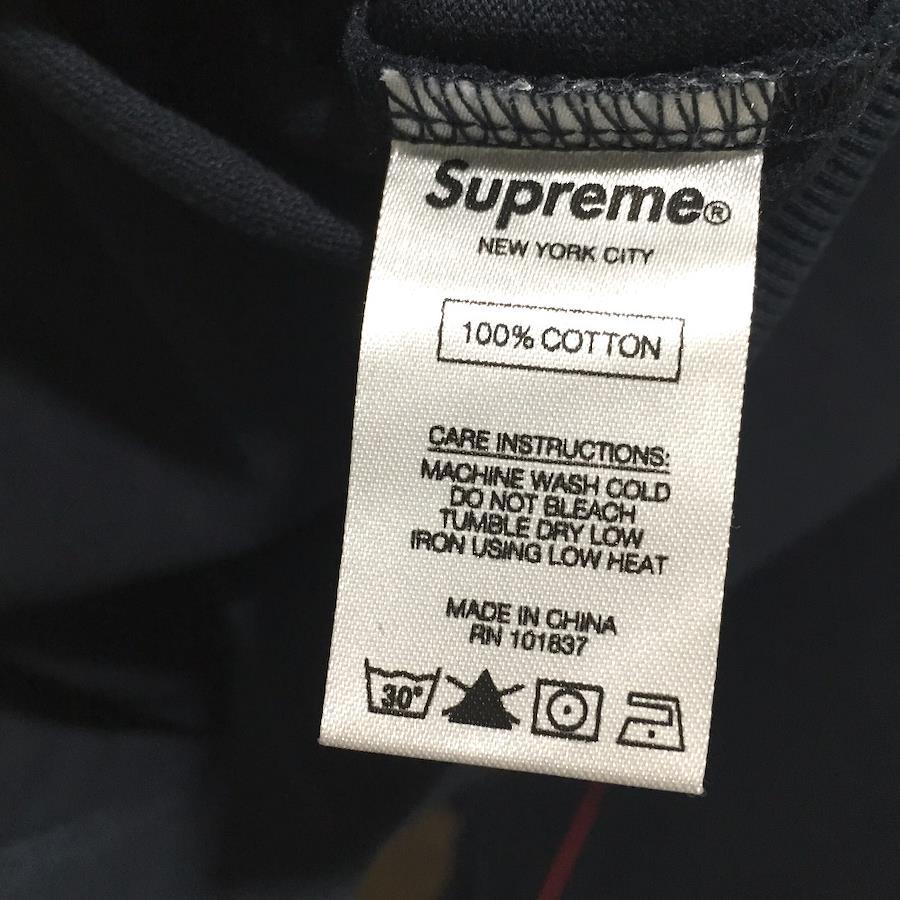 Supreme®
NEW YORK CITY
100% COTTON
CARE INSTRUCTIONS:
MACHINE WASH COLD
DO NOT BLEACH
TUMBLE DRY LOW
IRON USING LOW HEAT
MADE IN CHINA
RN 101837
30°